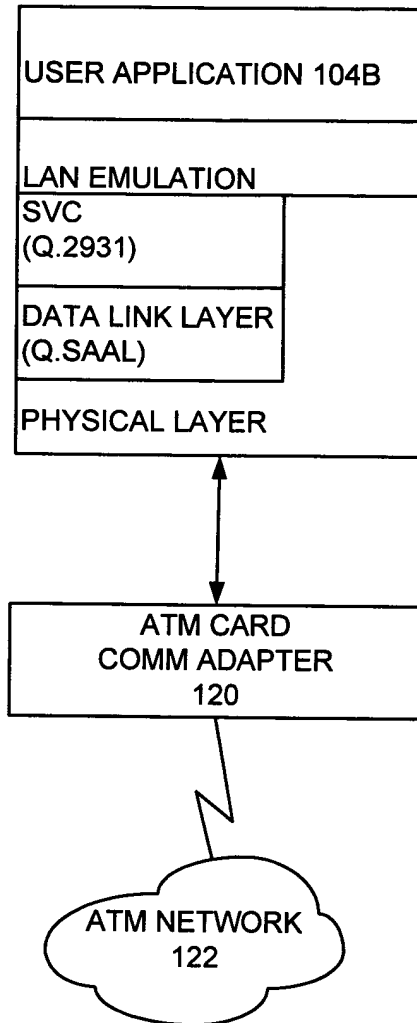 USER APPLICATION 104B
LAN EMULATION
SVC
(Q.2931)
DATA LINK LAYER
(Q.SAAL)
PHYSICAL LAYER
ATM CARD
COMM ADAPTER
120
ATM NETWORK
122